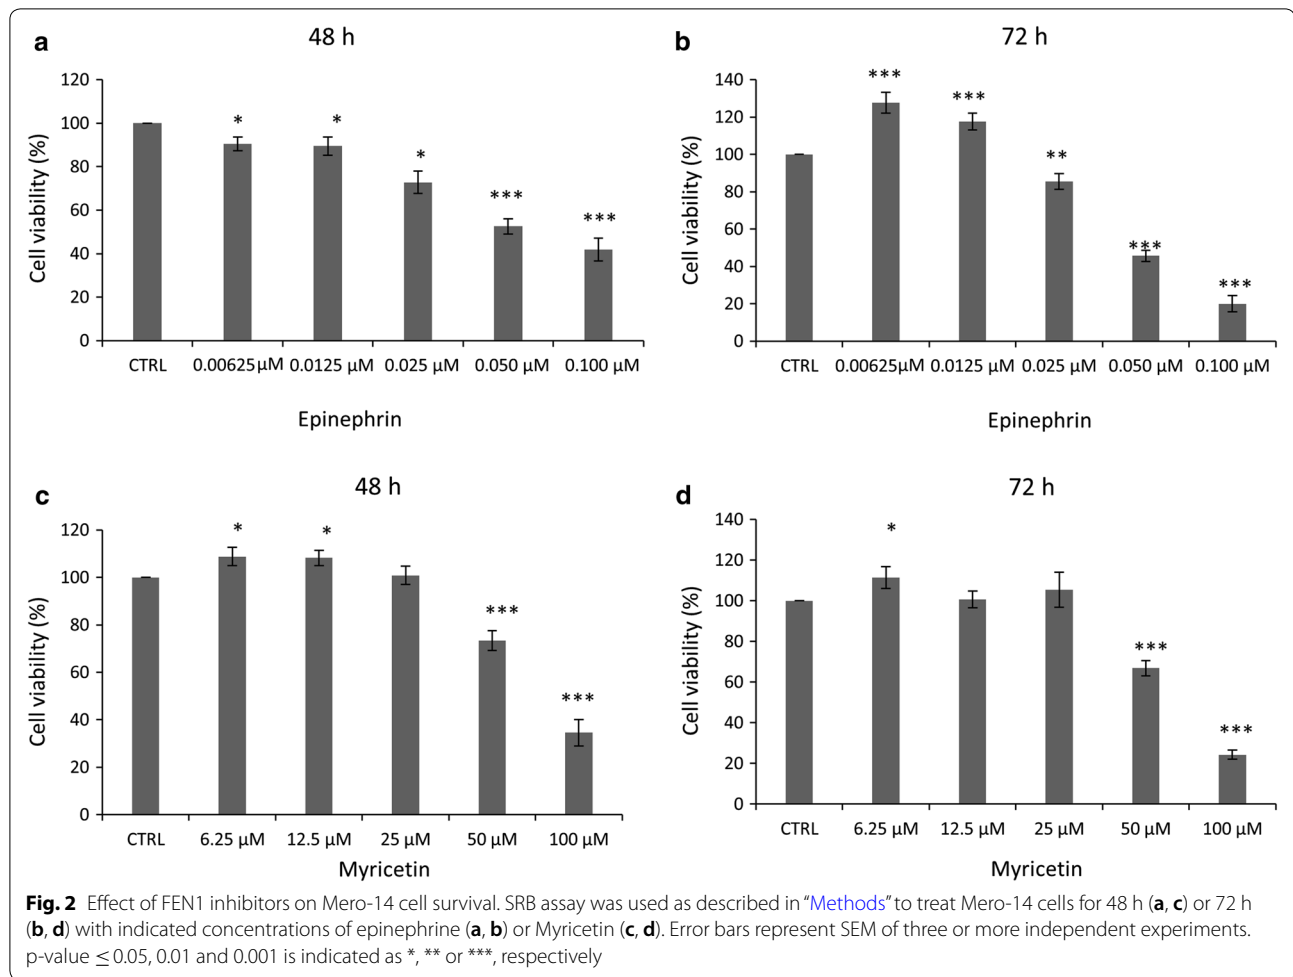 a
48 h
Cell viability (%)
120
100
80
60
40
20
0
*
*
*
***
***
CTRL 0.00625µM 0.0125 µM 0.025 µM 0.050 µM 0.100 µM
Epinephrin
b
72 h
Cell viability (%)
140
120
100
80
60
40
20
0
***
***
**
***
***
CTRL 0.00625µM 0.0125 µM 0.025 µM 0.050 µM 0.100 µM
Epinephrin
c
48 h
Cell viability (%)
120
100
80
60
40
20
0
*
*
***
***
CTRL 6.25 µM 12.5 µM 25 µM 50 µM 100 µM
Myricetin
d
72 h
Cell viability (%)
140
120
100
80
60
40
20
0
*
***
***
CTRL 6.25 µM 12.5 µM 25 µM 50 µM 100 µM
Myricetin
Fig. 2 Effect of FEN1 inhibitors on Mero-14 cell survival. SRB assay was used as described in “Methods” to treat Mero-14 cells for 48 h (a, c) or 72 h
(b, d) with indicated concentrations of epinephrine (a, b) or Myricetin (c, d). Error bars represent SEM of three or more independent experiments.
p-value ≤ 0.05, 0.01 and 0.001 is indicated as *, ** or ***, respectively